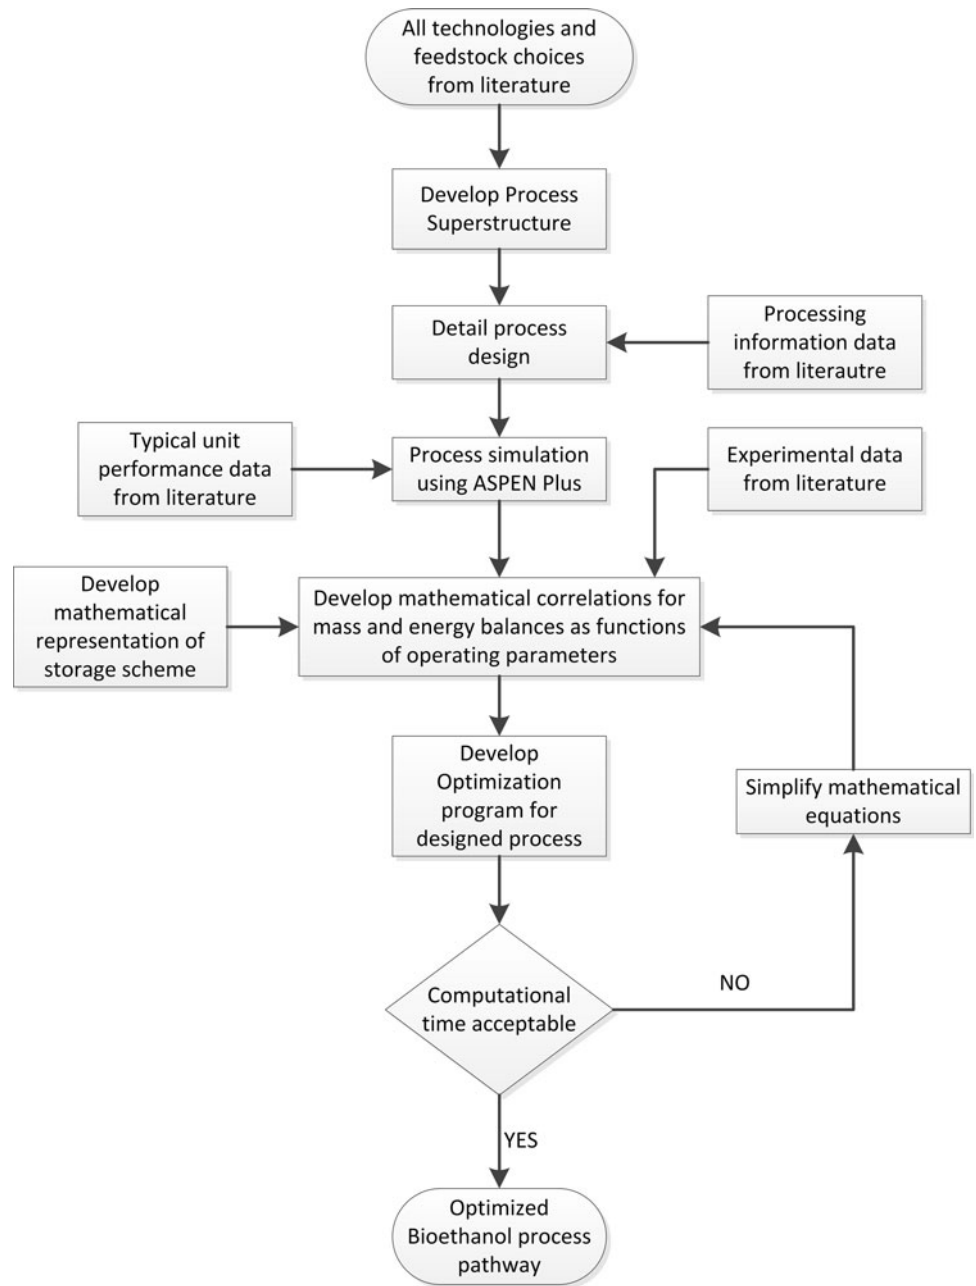 All technologies and
feedstock choices
from literature
Develop Process
Superstructure
Detail process
design
Processing
information data
from literautre
Typical unit
performance data
from literature
Process simulation
using ASPEN Plus
Experimental data
from literature
Develop
mathematical
representation of
storage scheme
Develop mathematical correlations for
mass and energy balances as functions
of operating parameters
Develop
Optimization
program for
designed process
Simplify mathematical
equations
Computational
time acceptable
NO
YES
Optimized
Bioethanol process
pathway